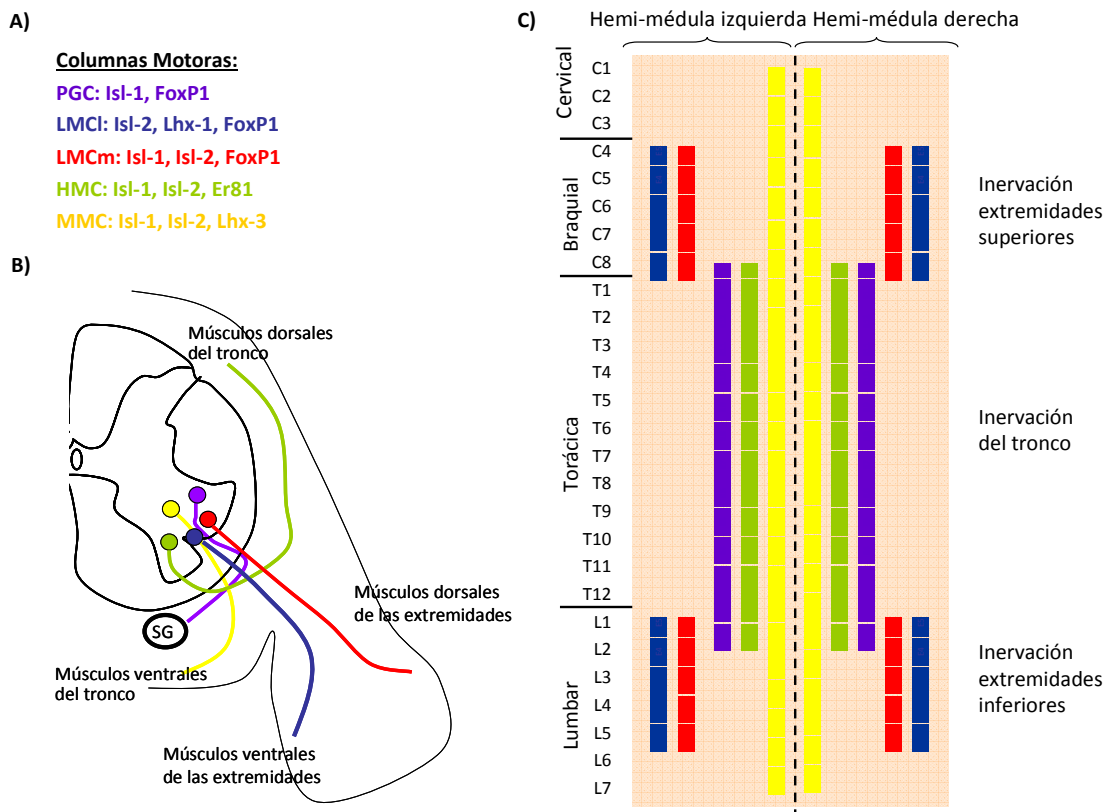 A)
Columnas Motoras:
PGC: Isl-1, FoxP1
LMCl: Isl-2, Lhx-1, FoxP1
LMCm: Isl-1, Isl-2, FoxP1
HMC: Isl-1, Isl-2, Er81
MMC: Isl-1, Isl-2, Lhx-3
B)
Músculos dorsales
del tronco
SG
Músculos dorsales
de las extremidades
Músculos ventrales
del tronco
Músculos ventrales
de las extremidades
C)
Hemi-médula izquierda
Hemi-médula derecha
Cervical
C1
C2
C3
Braquial
C4
C5
C6
C7
C8
Inervación
extremidades
superiores
Torácica
T1
T2
T3
T4
T5
T6
T7
T8
T9
T10
T11
T12
Inervación
del tronco
Lumbar
L1
L2
L3
L4
L5
L6
L7
Inervación
extremidades
inferiores